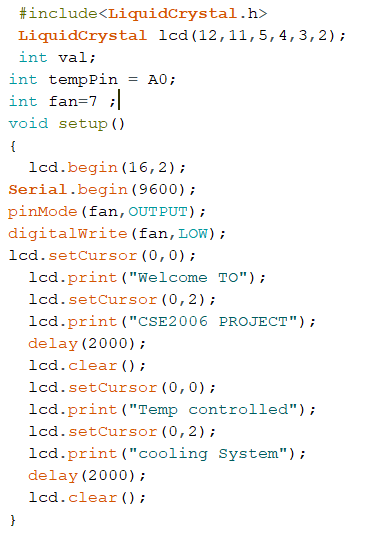 #include<LiquidCrystal.h>
LiquidCrystal lcd(12,11,5,4,3,2);
int val;
int tempPin = A0;
int fan=7 ;
void setup()
{
lcd.begin(16,2);
Serial.begin(9600);
pinMode(fan,OUTPUT);
digitalWrite(fan,LOW);
lcd.setCursor(0,0);
lcd.print("Welcome TO");
lcd.setCursor(0,2);
lcd.print("CSE2006 PROJECT");
delay(2000);
lcd.clear();
lcd.setCursor(0,0);
lcd.print("Temp controlled");
lcd.setCursor(0,2);
lcd.print("cooling System");
delay(2000);
lcd.clear();
}